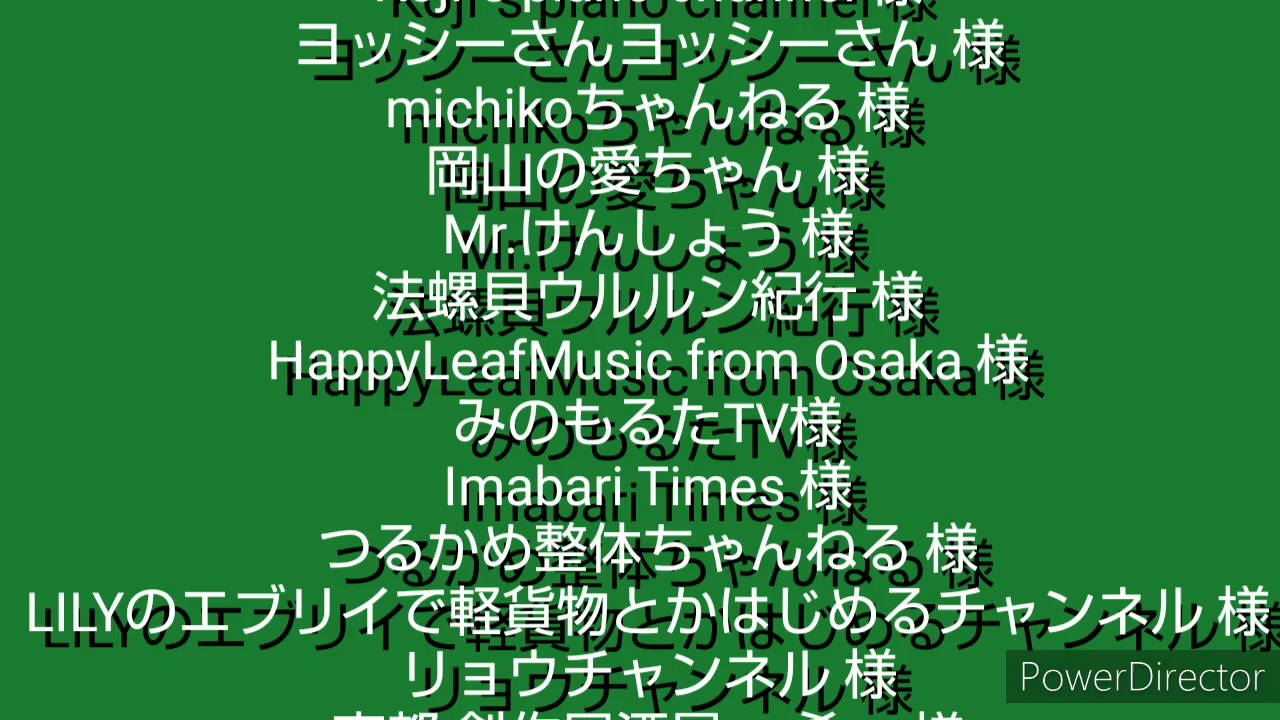 Koji's piano channel 様
ヨッシーさんヨッシーさん 様
michikoちゃんねる 様
岡山の愛ちゃん 様
Mr.けんしょう 様
法螺貝ウルルン紀行 様
HappyLeafMusic from Osaka 様
みのもるたTV様
Imabari Times 様
つるかめ整体ちゃんねる 様
LILYのエブリイで軽貨物とかはじめるチャンネル 様
リョウチャンネル 様
PowerDirector